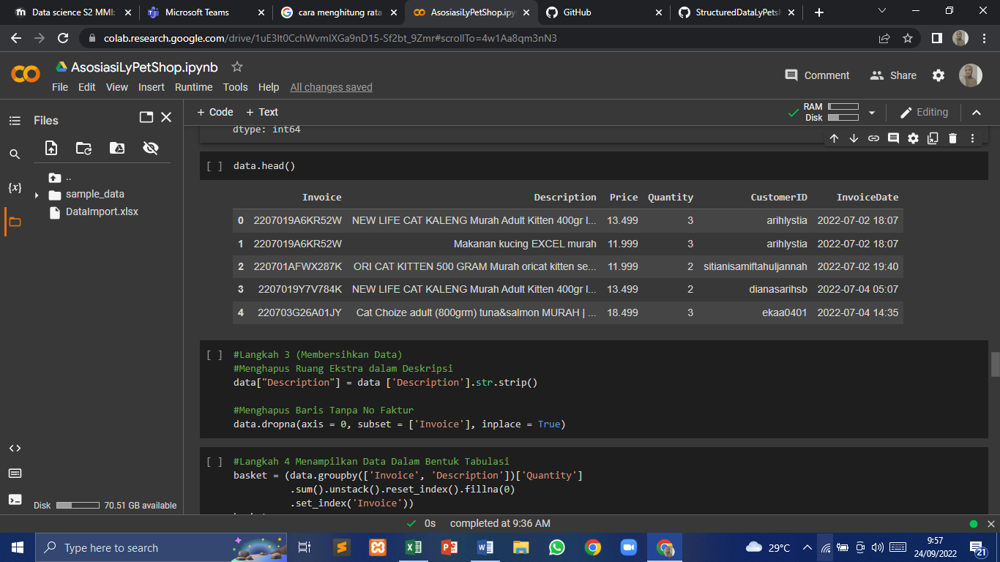 Data science S2 MMI:
Microsoft Teams
cara menghitung rata
AsosiasiLyPetShop.ipyn
GitHub
StructuredDataLyPetsh
colab.research.google.com/drive/1uE3It0CchWvmIXGa9nD15-Sf2bt_9Zmr#scrollTo=4w1Aa8qm3nN3
AsosiasiLyPetShop.ipynb
Comment
Share
File Edit View Insert Runtime Tools Help All changes saved
Files
+ Code + Text
RAM
Disk
Editing
dtype: int64
..
sample_data
DataImport.xlsx
{x}
[ ] data.head()
Invoice Description Price Quantity CustomerID InvoiceDate
0 2207019A6KR52W NEW LIFE CAT KALENG Murah Adult Kitten 400gr I... 13.499 3 arihlystia 2022-07-02 18:07
1 2207019A6KR52W Makanan kucing EXCEL murah 11.999 3 arihlystia 2022-07-02 18:07
2 220701AFWX287K ORI CAT KITTEN 500 GRAM Murah oricat kitten se... 11.999 2 sitianisamiftahuljannah 2022-07-02 19:40
3 2207019Y7V784K NEW LIFE CAT KALENG Murah Adult Kitten 400gr I... 13.499 2 dianasarihsb 2022-07-04 05:07
4 220703G26A01JY Cat Choize adult (800grm) tuna&salmon MURAH | ... 18.499 3 ekaa0401 2022-07-04 14:35
[ ] #Langkah 3 (Membersihkan Data)
#Menghapus Ruang Ekstra dalam Deskripsi
data["Description"] = data ['Description'].str.strip()
#Menghapus Baris Tanpa No Faktur
data.dropna(axis = 0, subset = ['Invoice'], inplace = True)
[ ] #Langkah 4 Menampilkan Data Dalam Bentuk Tabulasi
basket = (data.groupby(['Invoice', 'Description'])['Quantity']
.sum().unstack().reset_index().fillna(0)
.set_index('Invoice'))
Disk 70.51 GB available
0s completed at 9:36 AM
Type here to search
29°C
9:57
24/09/2022
21